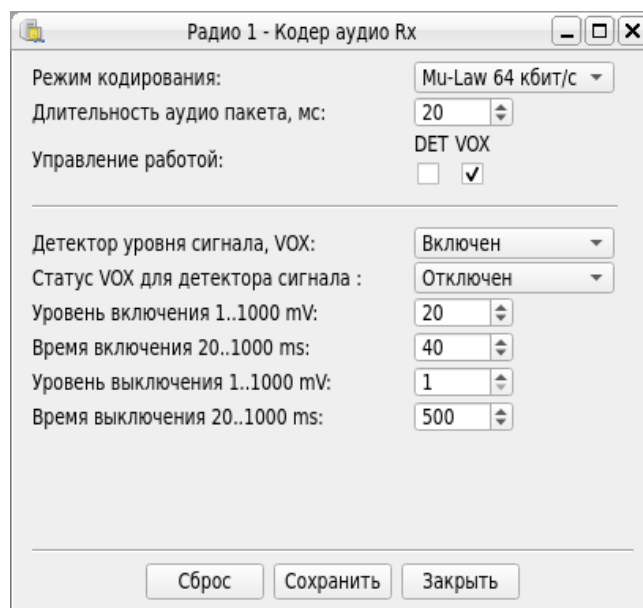 Радио 1 - Кодер аудио Rx
Режим кодирования: Mu-Law 64 кбит/с
Длительность аудио пакета, мс: 20
DET VOX
Управление работой:
Детектор уровня сигнала, VOX: Включен
Статус VOX для детектора сигнала : Отключен
Уровень включения 1..1000 mV: 20
Время включения 20..1000 ms: 40
Уровень выключения 1..1000 mV: 1
Время выключения 20..1000 ms: 500
Сброс Сохранить Закрыть